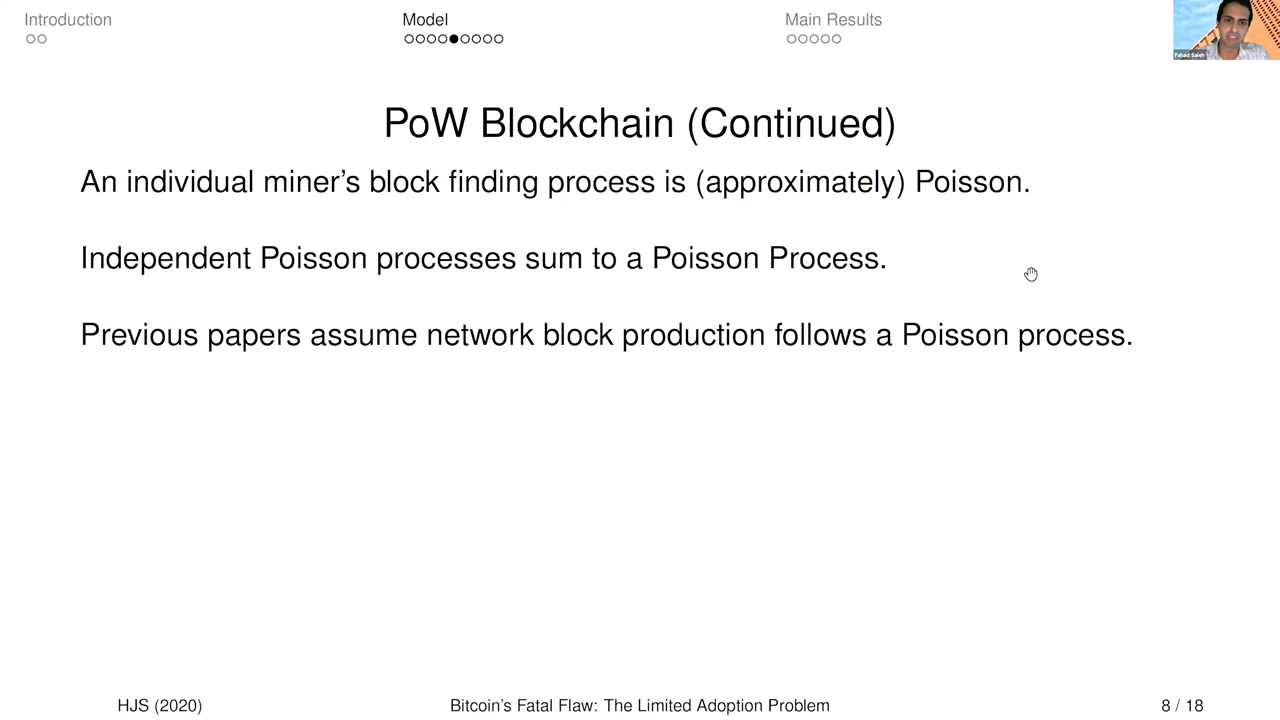 Introduction
Model
Main Results
Fahad Saleh
PoW Blockchain (Continued)
An individual miner's block finding process is (approximately) Poisson.
Independent Poisson processes sum to a Poisson Process.
Previous papers assume network block production follows a Poisson process.
HJS (2020)
Bitcoin's Fatal Flaw: The Limited Adoption Problem
8 / 18